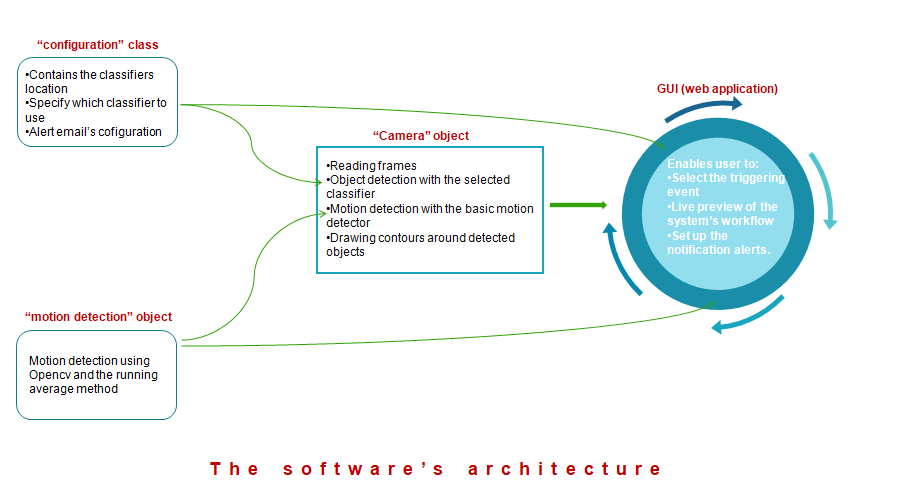 “configuration” class
•Contains the classifiers
location
•Specify which classifier to
use
•Alert email’s cofiguration
“Camera” object
•Reading frames
•Object detection with the selected
classifier
•Motion detection with the basic motion
detector
•Drawing contours around detected
objects
GUI (web application)
Enables user to:
•Select the triggering
event
•Live preview of the
system’s workflow
•Set up the
notification alerts.
“motion detection” object
Motion detection using
Opencv and the running
average method
The software’s architecture